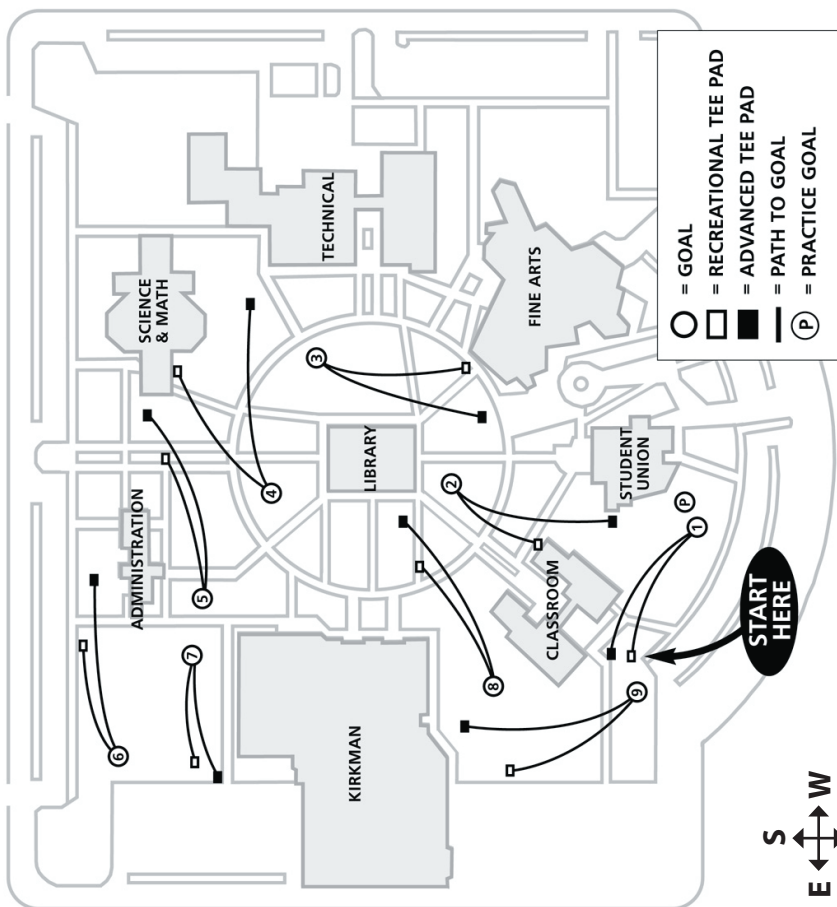 6
ADMINISTRATION
SCIENCE
& MATH
7
5
4
3
TECHNICAL
KIRKMAN
LIBRARY
2
8
FINE ARTS
CLASSROOM
STUDENT
UNION
9
P
1
= GOAL
= RECREATIONAL TEE PAD
= ADVANCED TEE PAD
= PATH TO GOAL
P = PRACTICE GOAL
START
HERE
S
E
W